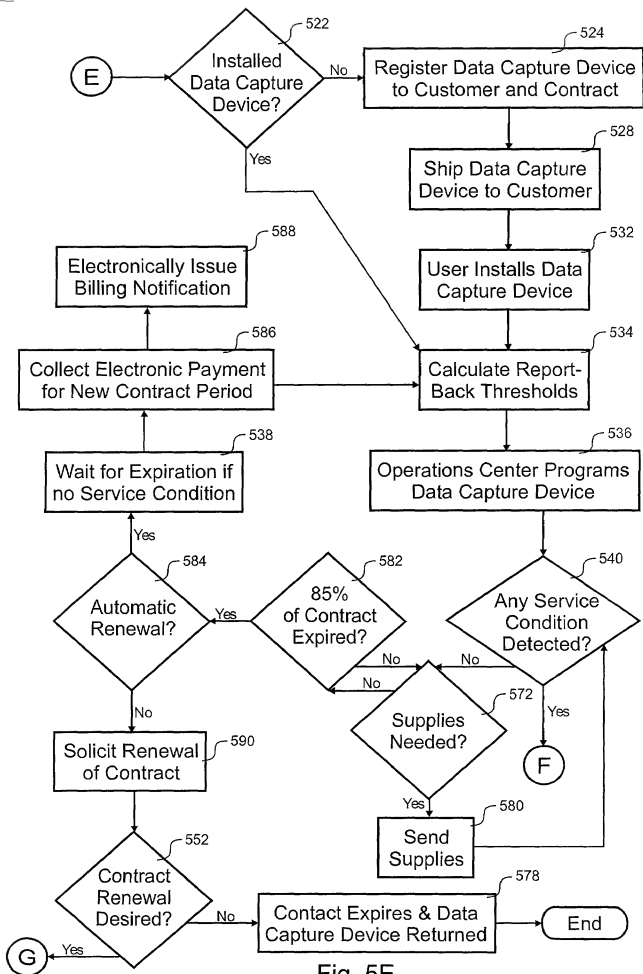 522
524
E
Installed
Data Capture
Device?
No
Register Data Capture Device
to Customer and Contract
Yes
528
Ship Data Capture
Device to Customer
588
Electronically Issue
Billing Notification
532
User Installs Data
Capture Device
586
Collect Electronic Payment
for New Contract Period
534
Calculate Report-
Back Thresholds
538
Wait for Expiration if
no Service Condition
536
Operations Center Programs
Data Capture Device
Yes
584
Automatic
Renewal?
582
85%
of Contract
Expired?
Yes
540
Any Service
Condition
Detected?
No
No
No
572
Supplies
Needed?
Yes
F
No
590
Solicit Renewal
of Contract
Yes
580
Send
Supplies
552
Contract
Renewal
Desired?
No
578
Contact Expires & Data
Capture Device Returned
End
G
Yes
Fig. 5E